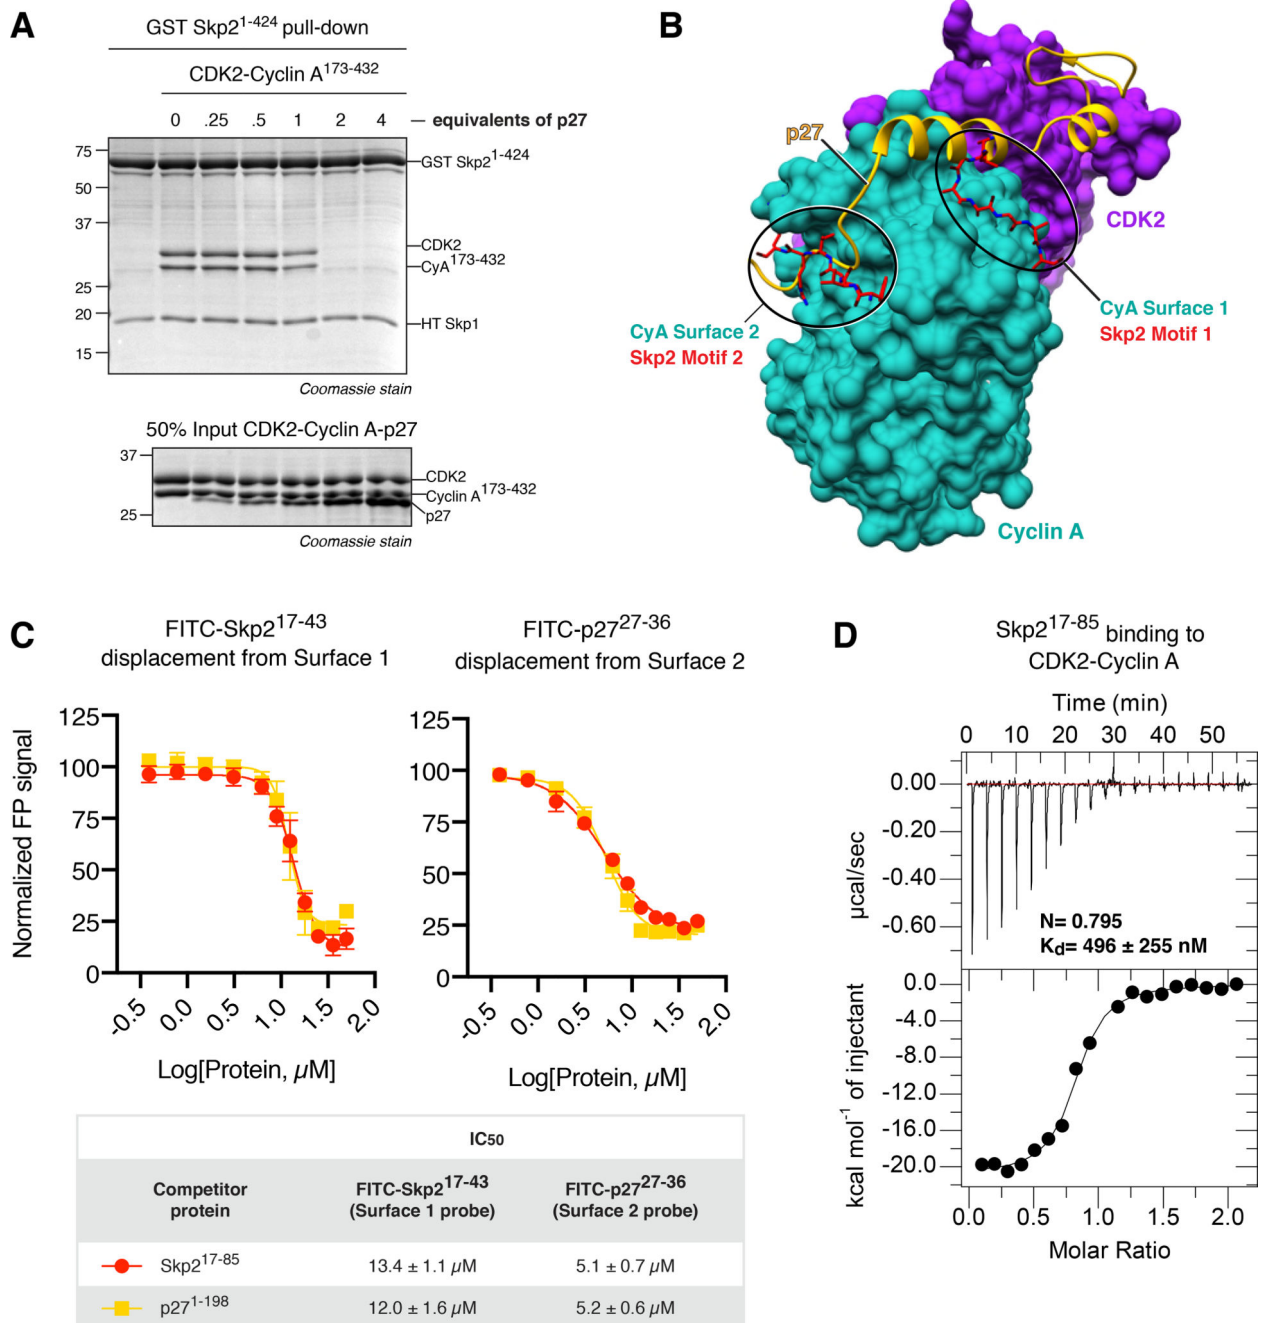 A
GST Skp2^1-424 pull-down
CDK2-Cyclin A^173-432
0 .25 .5 1 2 4 — equivalents of p27
75
50
37
25
20
15
GST Skp2^1-424
CDK2
CyA^173-432
HT Skp1
Coomassie stain
50% Input CDK2-Cyclin A-p27
37
25
CDK2
Cyclin A^173-432
p27
Coomassie stain
B
p27
CDK2
CyA Surface 2
Skp2 Motif 2
CyA Surface 1
Skp2 Motif 1
Cyclin A
C
FITC-Skp2^17-43
displacement from Surface 1
Normalized FP signal
125
100
75
50
25
0
-0.5 0.0 0.5 1.0 1.5 2.0
Log[Protein, µM]
FITC-p27^27-36
displacement from Surface 2
125
100
75
50
25
0
-0.5 0.0 0.5 1.0 1.5 2.0
Log[Protein, µM]
IC50
Competitor protein
FITC-Skp2^17-43 (Surface 1 probe)
FITC-p27^27-36 (Surface 2 probe)
Skp2^17-85 13.4 ± 1.1 µM 5.1 ± 0.7 µM
p27^1-198 12.0 ± 1.6 µM 5.2 ± 0.6 µM
D
Skp2^17-85 binding to
CDK2-Cyclin A
Time (min)
0 10 20 30 40 50
0.00
-0.20
-0.40
-0.60
µcal/sec
N= 0.795
Kd= 496 ± 255 nM
0.0
-4.0
-8.0
-12.0
-16.0
-20.0
kcal mol^-1 of injectant
0.0 0.5 1.0 1.5 2.0
Molar Ratio